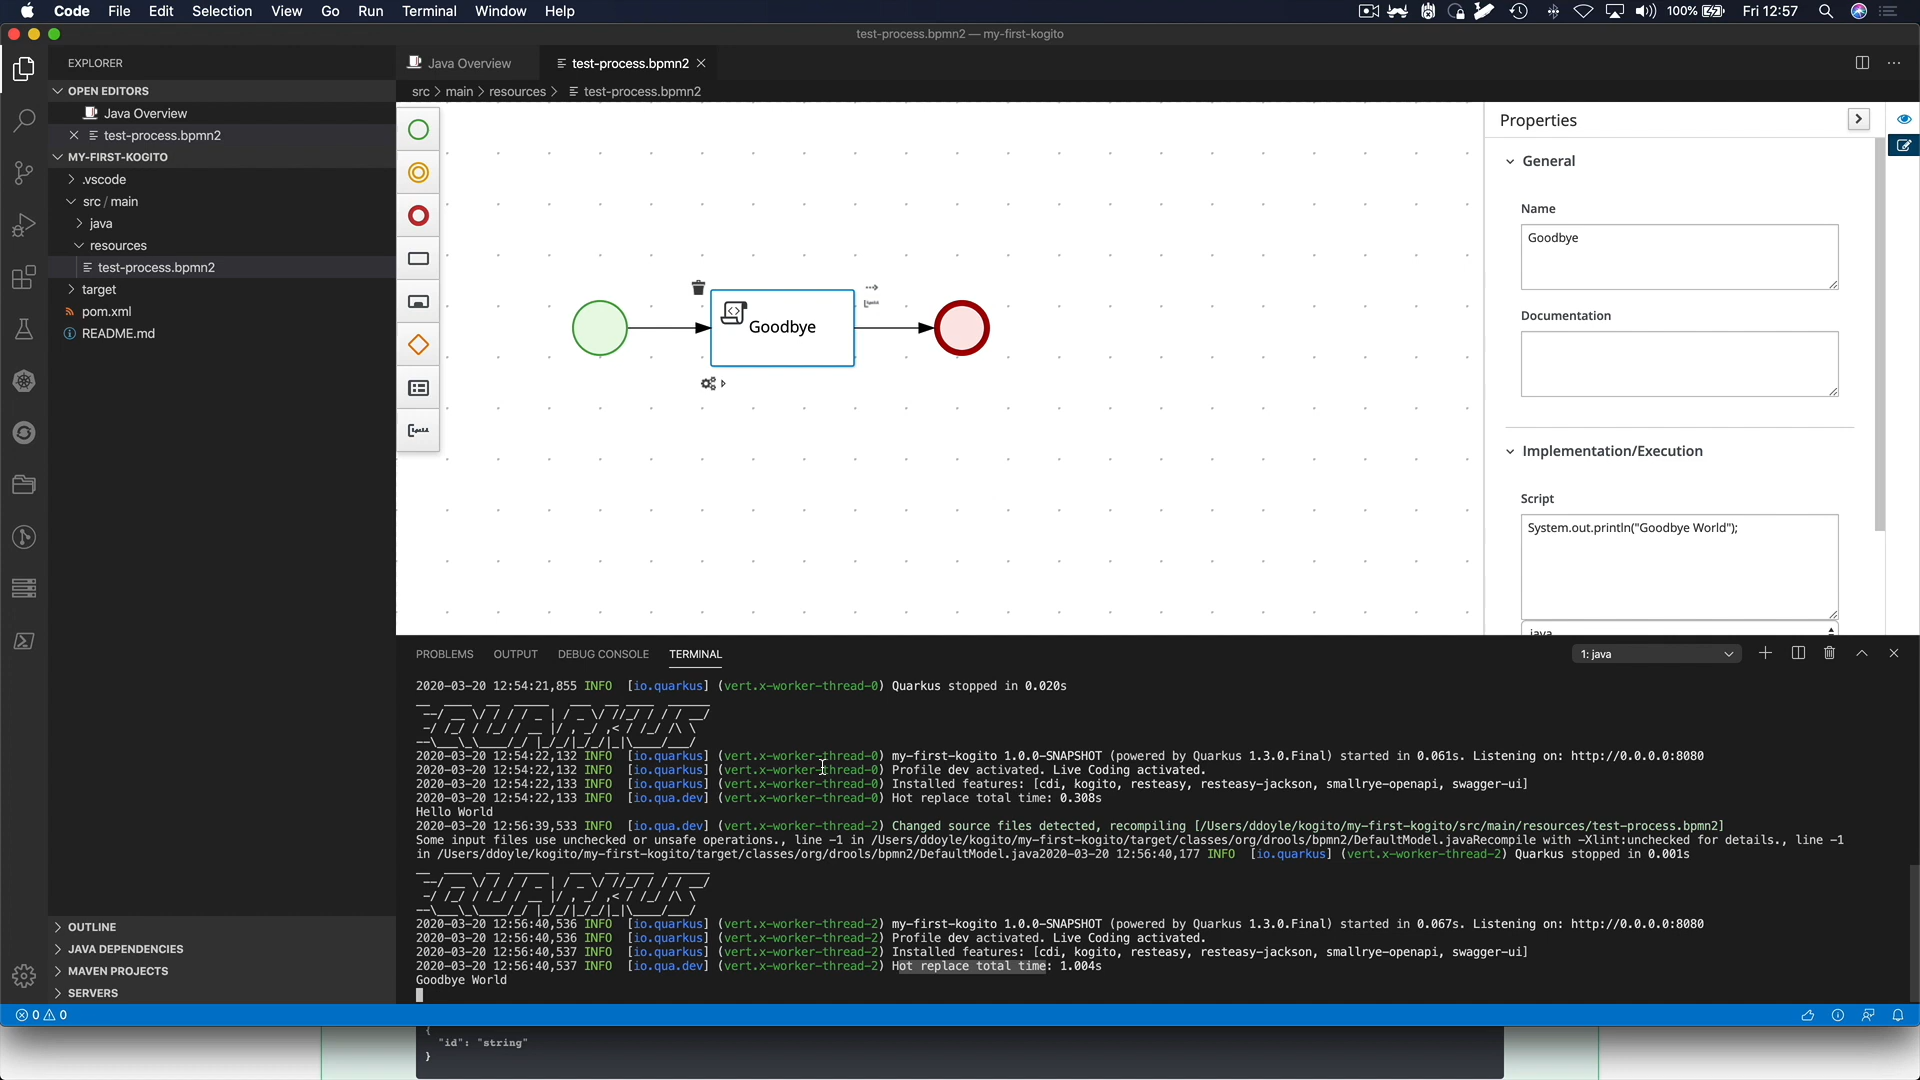 Code File Edit Selection View Go Run Terminal Window Help
100% Fri 12:57
test-process.bpmn2 — my-first-kogito
EXPLORER
OPEN EDITORS
Java Overview
test-process.bpmn2
MY-FIRST-KOGITO
.vscode
src / main
java
resources
test-process.bpmn2
target
pom.xml
README.md
OUTLINE
JAVA DEPENDENCIES
MAVEN PROJECTS
SERVERS
Java Overview
test-process.bpmn2
src > main > resources > test-process.bpmn2
Goodbye
Properties
General
Name
Goodbye
Documentation
Implementation/Execution
Script
System.out.println("Goodbye World");
java
PROBLEMS OUTPUT DEBUG CONSOLE TERMINAL
1: java
2020-03-20 12:54:21,855 INFO [io.quarkus] (vert.x-worker-thread-0) Quarkus stopped in 0.020s
2020-03-20 12:54:22,132 INFO [io.quarkus] (vert.x-worker-thread-0) my-first-kogito 1.0.0-SNAPSHOT (powered by Quarkus 1.3.0.Final) started in 0.061s. Listening on: http://0.0.0.0:8080
2020-03-20 12:54:22,132 INFO [io.quarkus] (vert.x-worker-thread-0) Profile dev activated. Live Coding activated.
2020-03-20 12:54:22,133 INFO [io.quarkus] (vert.x-worker-thread-0) Installed features: [cdi, kogito, resteasy, resteasy-jackson, smallrye-openapi, swagger-ui]
2020-03-20 12:54:22,133 INFO [io.qua.dev] (vert.x-worker-thread-0) Hot replace total time: 0.308s
Hello World
2020-03-20 12:56:39,533 INFO [io.qua.dev] (vert.x-worker-thread-2) Changed source files detected, recompiling [/Users/ddoyle/kogito/my-first-kogito/src/main/resources/test-process.bpmn2]
Some input files use unchecked or unsafe operations., line -1 in /Users/ddoyle/kogito/my-first-kogito/target/classes/org/drools/bpmn2/DefaultModel.javaRecompile with -Xlint:unchecked for details., line -1
in /Users/ddoyle/kogito/my-first-kogito/target/classes/org/drools/bpmn2/DefaultModel.java2020-03-20 12:56:40,177 INFO [io.quarkus] (vert.x-worker-thread-2) Quarkus stopped in 0.001s
2020-03-20 12:56:40,536 INFO [io.quarkus] (vert.x-worker-thread-2) my-first-kogito 1.0.0-SNAPSHOT (powered by Quarkus 1.3.0.Final) started in 0.067s. Listening on: http://0.0.0.0:8080
2020-03-20 12:56:40,536 INFO [io.quarkus] (vert.x-worker-thread-2) Profile dev activated. Live Coding activated.
2020-03-20 12:56:40,537 INFO [io.quarkus] (vert.x-worker-thread-2) Installed features: [cdi, kogito, resteasy, resteasy-jackson, smallrye-openapi, swagger-ui]
2020-03-20 12:56:40,537 INFO [io.qua.dev] (vert.x-worker-thread-2) Hot replace total time: 1.004s
Goodbye World
0 0
{
"id": "string"
}